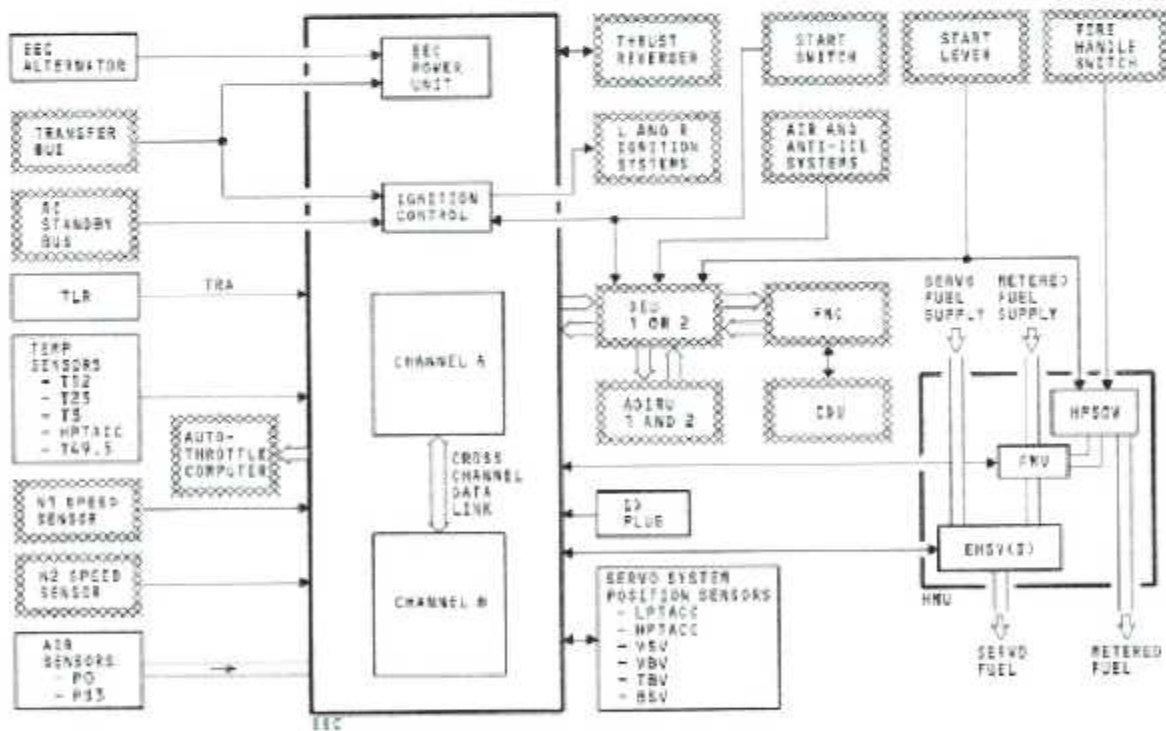 EEC
ALTERNATOR
TRANSFER
BUS
AC
STANDBY
BUS
TLR
TRA
TEMP
SENSORS
- T12
- T25
- T3
- HPTACC
- T49.5
AUTO-
THROTTLE
COMPUTER
N1 SPEED
SENSOR
N2 SPEED
SENSOR
AIR
SENSORS
- P0
- PS3
EEC
POWER
UNIT
IGNITION
CONTROL
CHANNEL A
CROSS
CHANNEL
DATA
LINK
CHANNEL B
EEC
THRUST
REVERSER
START
SWITCH
START
LEVER
FIRE
HANDLE
SWITCH
L AND R
IGNITION
SYSTEMS
AIR AND
ANTI-ICE
SYSTEMS
DEU
1 OR 2
FMC
ADIRU
1 AND 2
CDU
SERVO
FUEL
SUPPLY
METERED
FUEL
SUPPLY
HPSOV
FMV
ID
PLUG
EHSV(S)
HMU
SERVO SYSTEM
POSITION SENSORS
- LPTACC
- HPTACC
- VSV
- VBV
- TBV
- BSV
SERVO
FUEL
METERED
FUEL